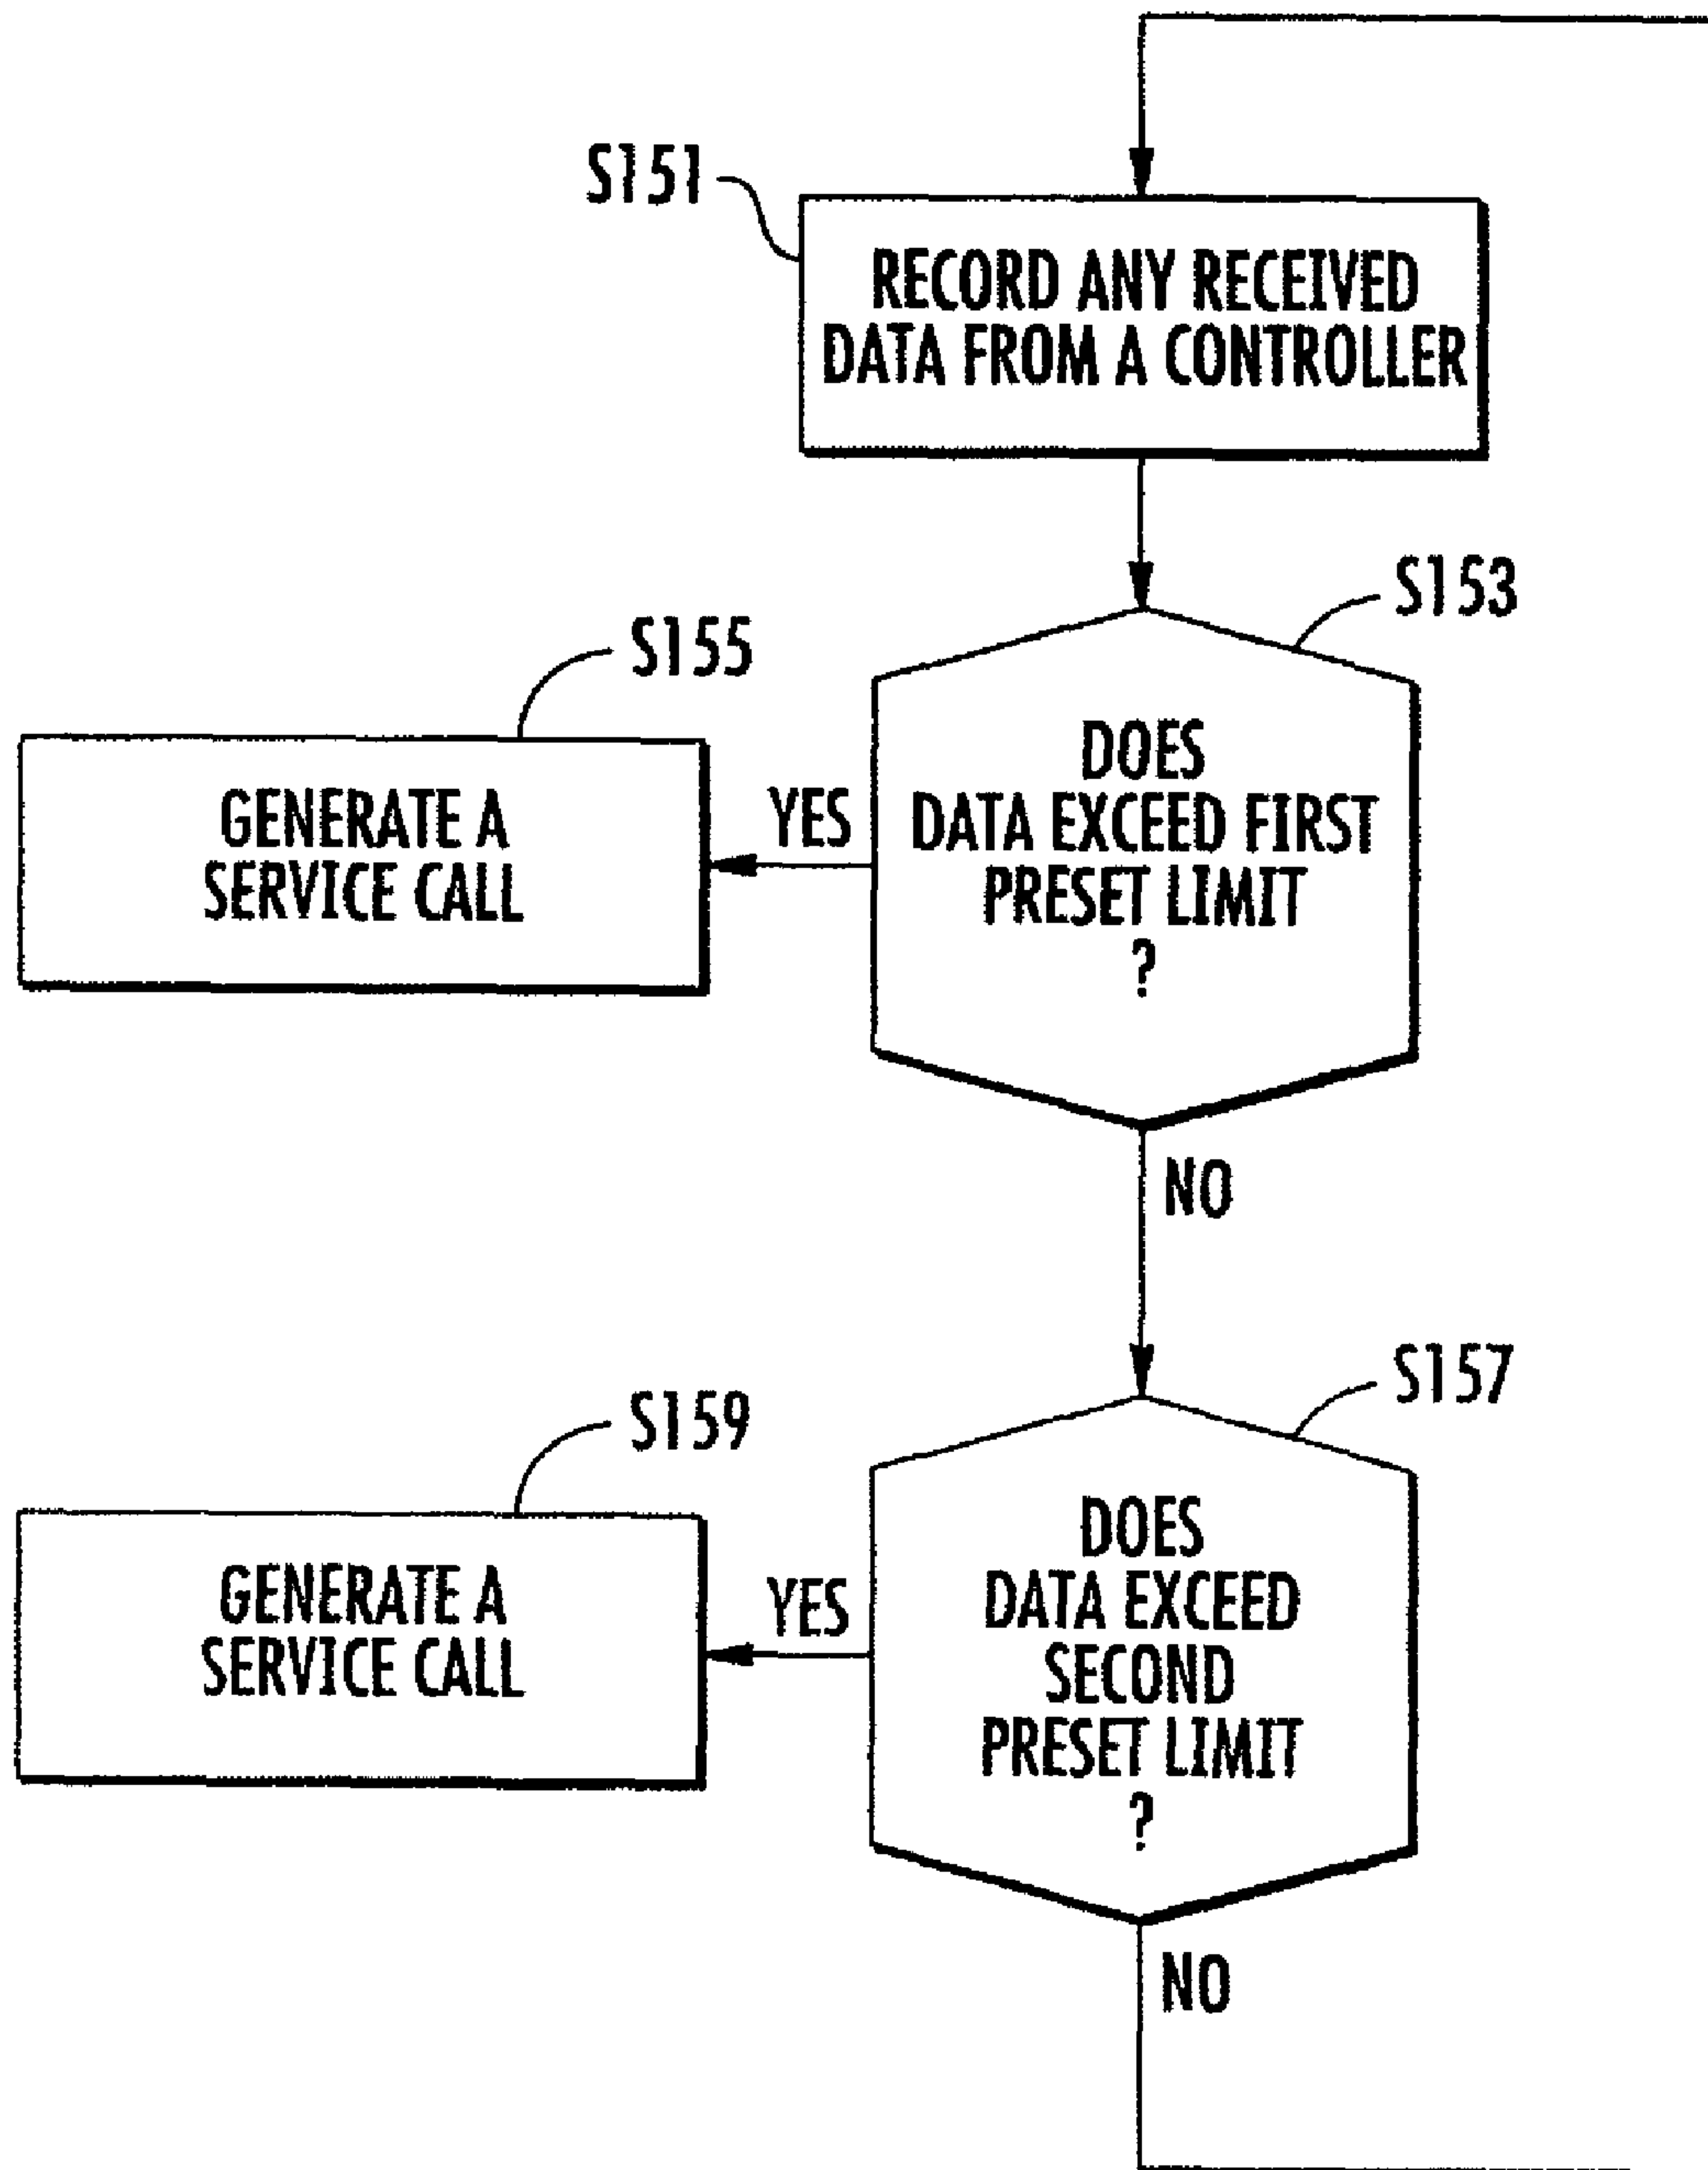 S151
RECORD ANY RECEIVED
DATA FROM A CONTROLLER
S153
DOES
DATA EXCEED FIRST
PRESET LIMIT
?
YES
S155
GENERATE A
SERVICE CALL
NO
S157
DOES
DATA EXCEED
SECOND
PRESET LIMIT
?
YES
S159
GENERATE A
SERVICE CALL
NO